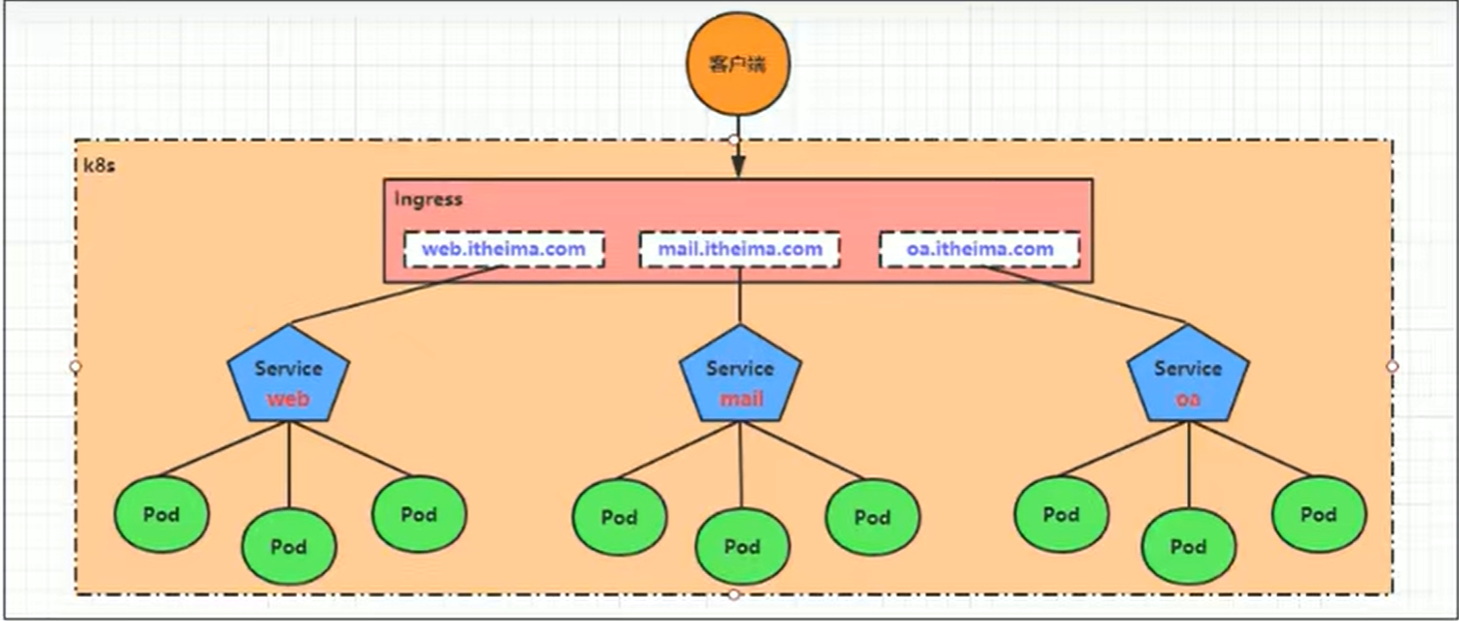 客户端
k8s
Ingress
web.itheima.com
mail.itheima.com
oa.itheima.com
Service
web
Service
mail
Service
oa
Pod
Pod
Pod
Pod
Pod
Pod
Pod
Pod
Pod